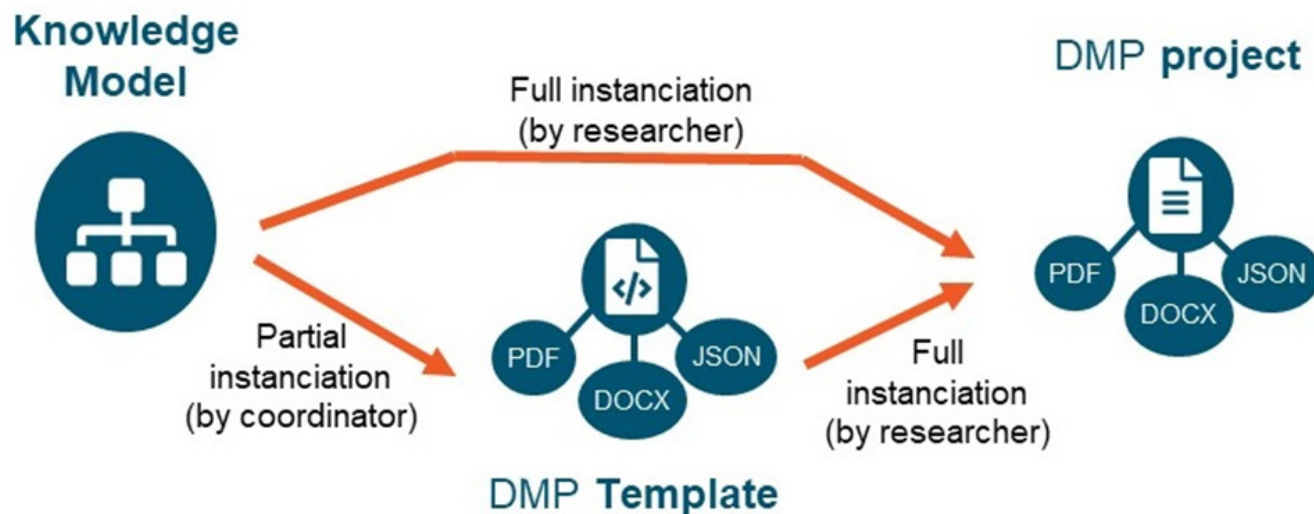 Knowledge
Model
Full instanciation
(by researcher)
DMP project
PDF
DOCX
JSON
Partial
instanciation
(by coordinator)
PDF
DOCX
JSON
Full
instanciation
(by researcher)
DMP Template